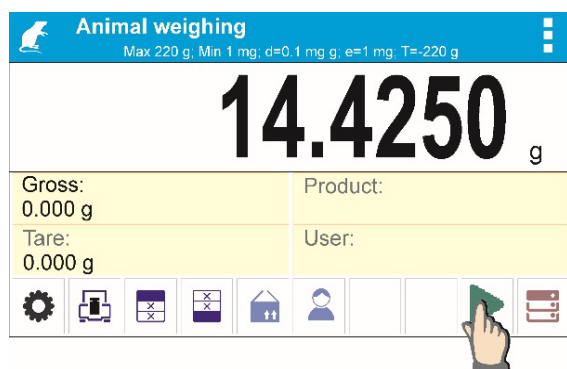 Animal weighing
Max 220 g; Min 1 mg; d=0.1 mg g; e=1 mg; T=-220 g
14.4250 g
Gross:
0.000 g
Product:
Tare:
0.000 g
User: